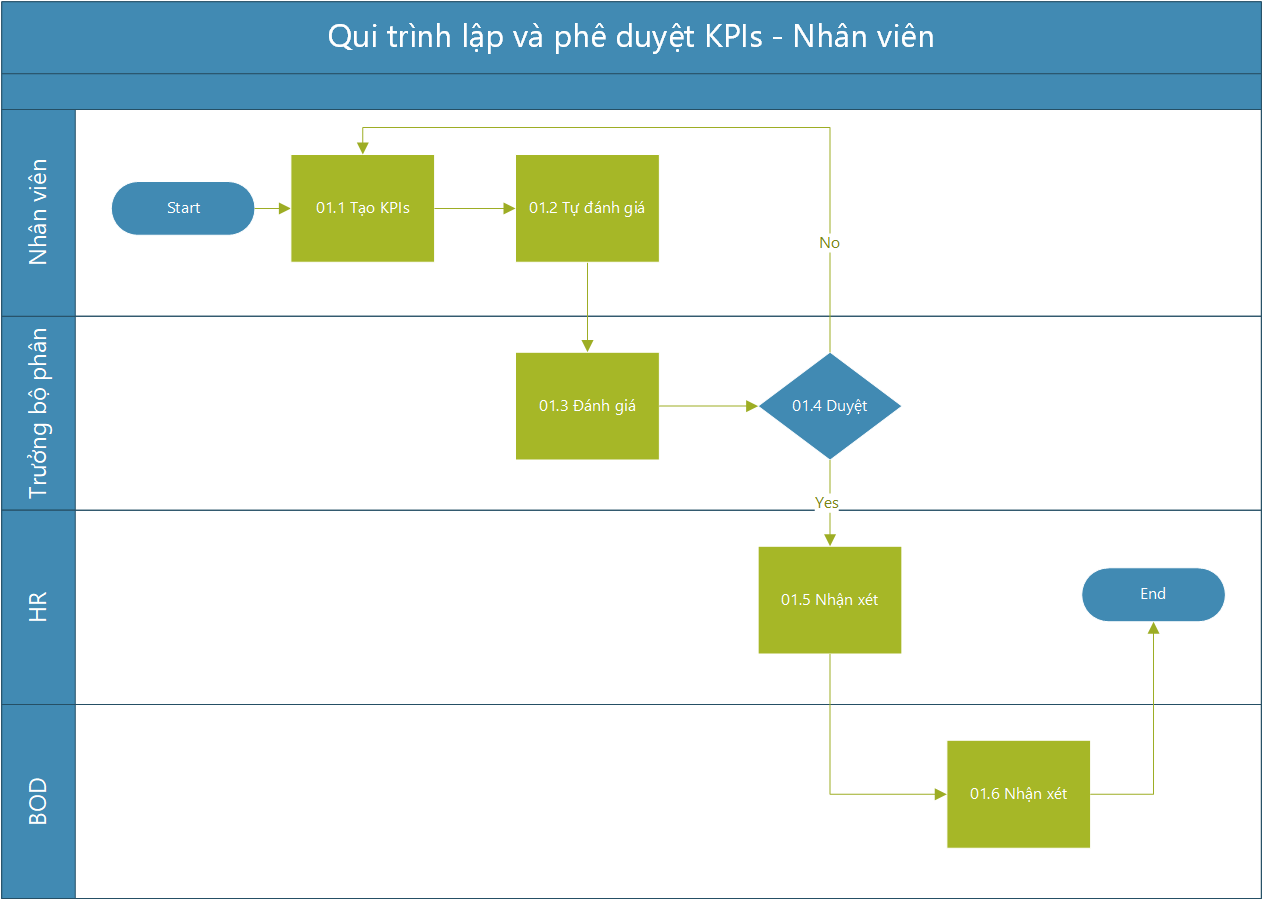 Qui trình lập và phê duyệt KPIs - Nhân viên
Nhân viên
Start
01.1 Tạo KPIs
01.2 Tự đánh giá
No
Trưởng bộ phân
01.3 Đánh giá
01.4 Duyệt
Yes
HR
01.5 Nhận xét
End
BOD
01.6 Nhận xét